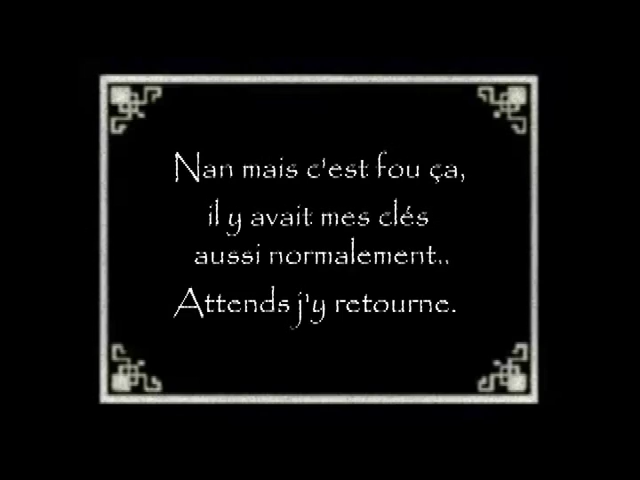 Nan mais c'est fou ça,
il y avait mes clés
aussi normalement..
Attends j'y retourne.